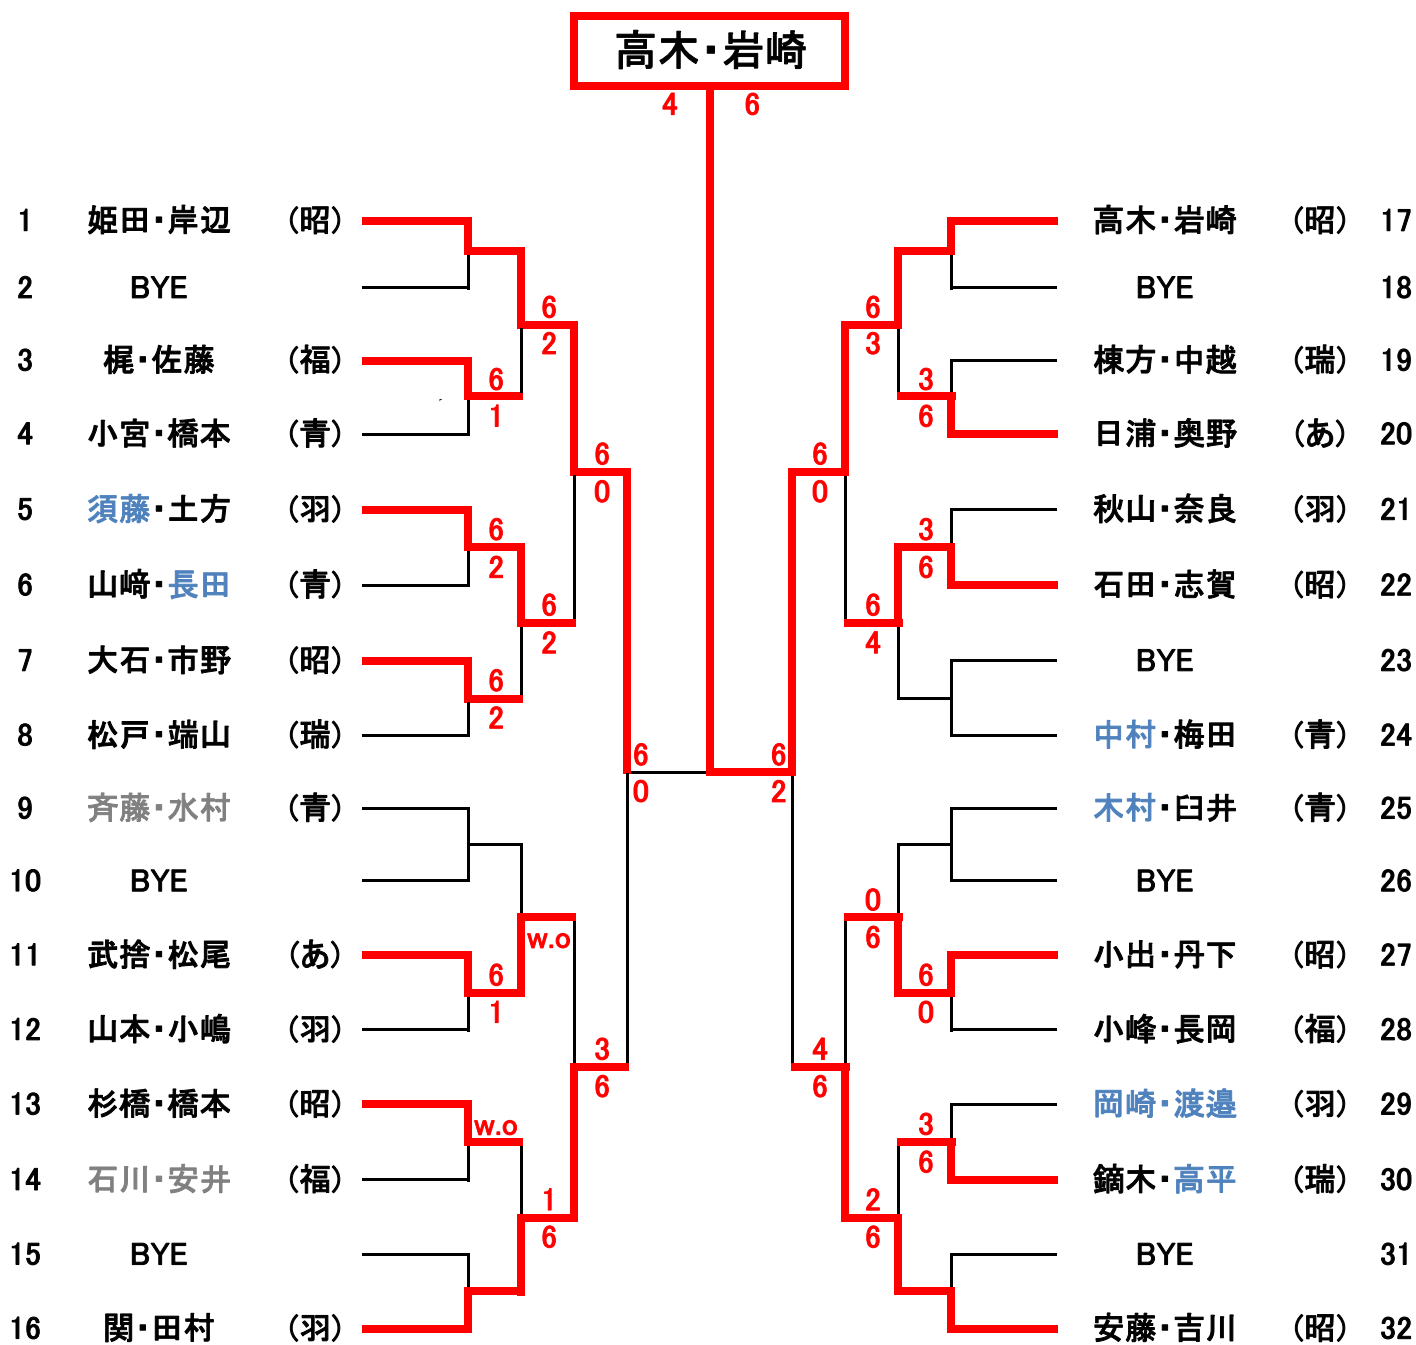 高木・岩崎
4 6
1 姫田・岸辺 (昭)
2 BYE
3 梶・佐藤 (福)
4 小宮・橋本 (青)
5 須藤・土方 (羽)
6 山﨑・長田 (青)
7 大石・市野 (昭)
8 松戸・端山 (瑞)
9 斉藤・水村 (青)
10 BYE
11 武捨・松尾 (あ)
12 山本・小嶋 (羽)
13 杉橋・橋本 (昭)
14 石川・安井 (福)
15 BYE
16 関・田村 (羽)
6
1
6
2
6
2
6
1
w.o
6
2
6
2
w.o
1
6
6
0
3
6
6
0
6
2
6
0
4
6
6
3
6
4
0
6
2
6
3
6
3
6
6
0
3
6
高木・岩崎 (昭) 17
BYE 18
棟方・中越 (瑞) 19
日浦・奥野 (あ) 20
秋山・奈良 (羽) 21
石田・志賀 (昭) 22
BYE 23
中村・梅田 (青) 24
木村・臼井 (青) 25
BYE 26
小出・丹下 (昭) 27
小峰・長岡 (福) 28
岡崎・渡邉 (羽) 29
鏑木・高平 (瑞) 30
BYE 31
安藤・吉川 (昭) 32